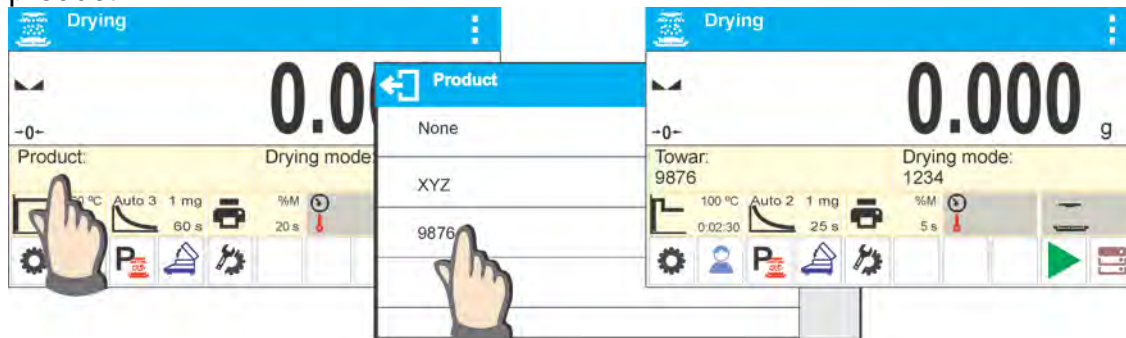 Drying
→0←
Product:
Drying mode:
°C Auto 3 1 mg %M
60 s 20 s
P
Product
None
XYZ
9876
Drying
0.000
→0←
g
Towar:
9876
Drying mode:
1234
100 °C Auto 2 1 mg %M
0:02:30 25 s 5 s
P